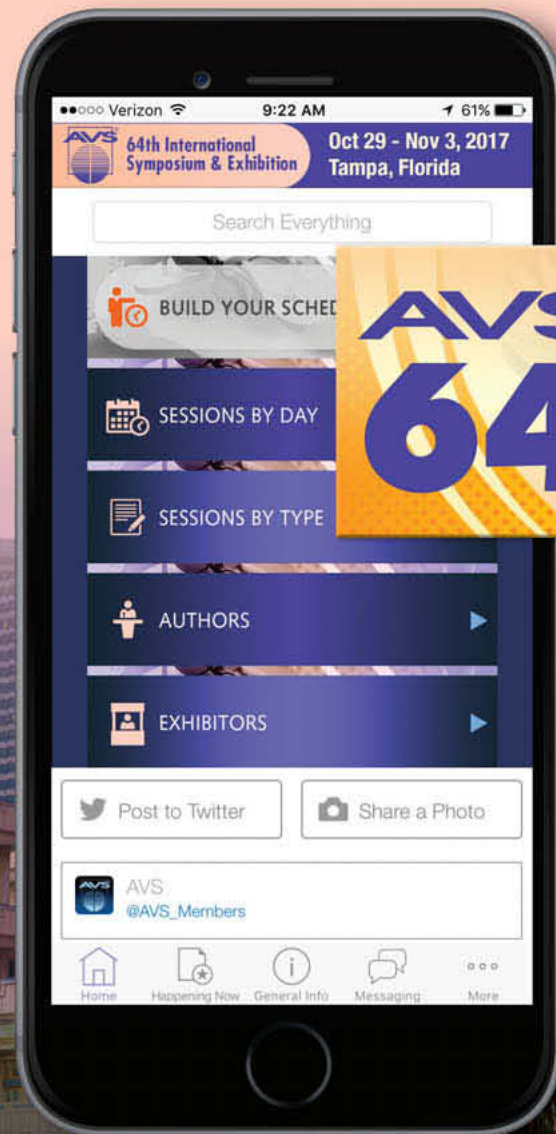 Verizon 9:22 AM 61%
AVS 64th International
Symposium & Exhibition
Oct 29 - Nov 3, 2017
Tampa, Florida
Search Everything
BUILD YOUR SCHED
AVS
64
SESSIONS BY DAY
SESSIONS BY TYPE
AUTHORS
EXHIBITORS
Post to Twitter
Share a Photo
AVS
AVS
@AVS_Members
Home Happening Now General Info Messaging More